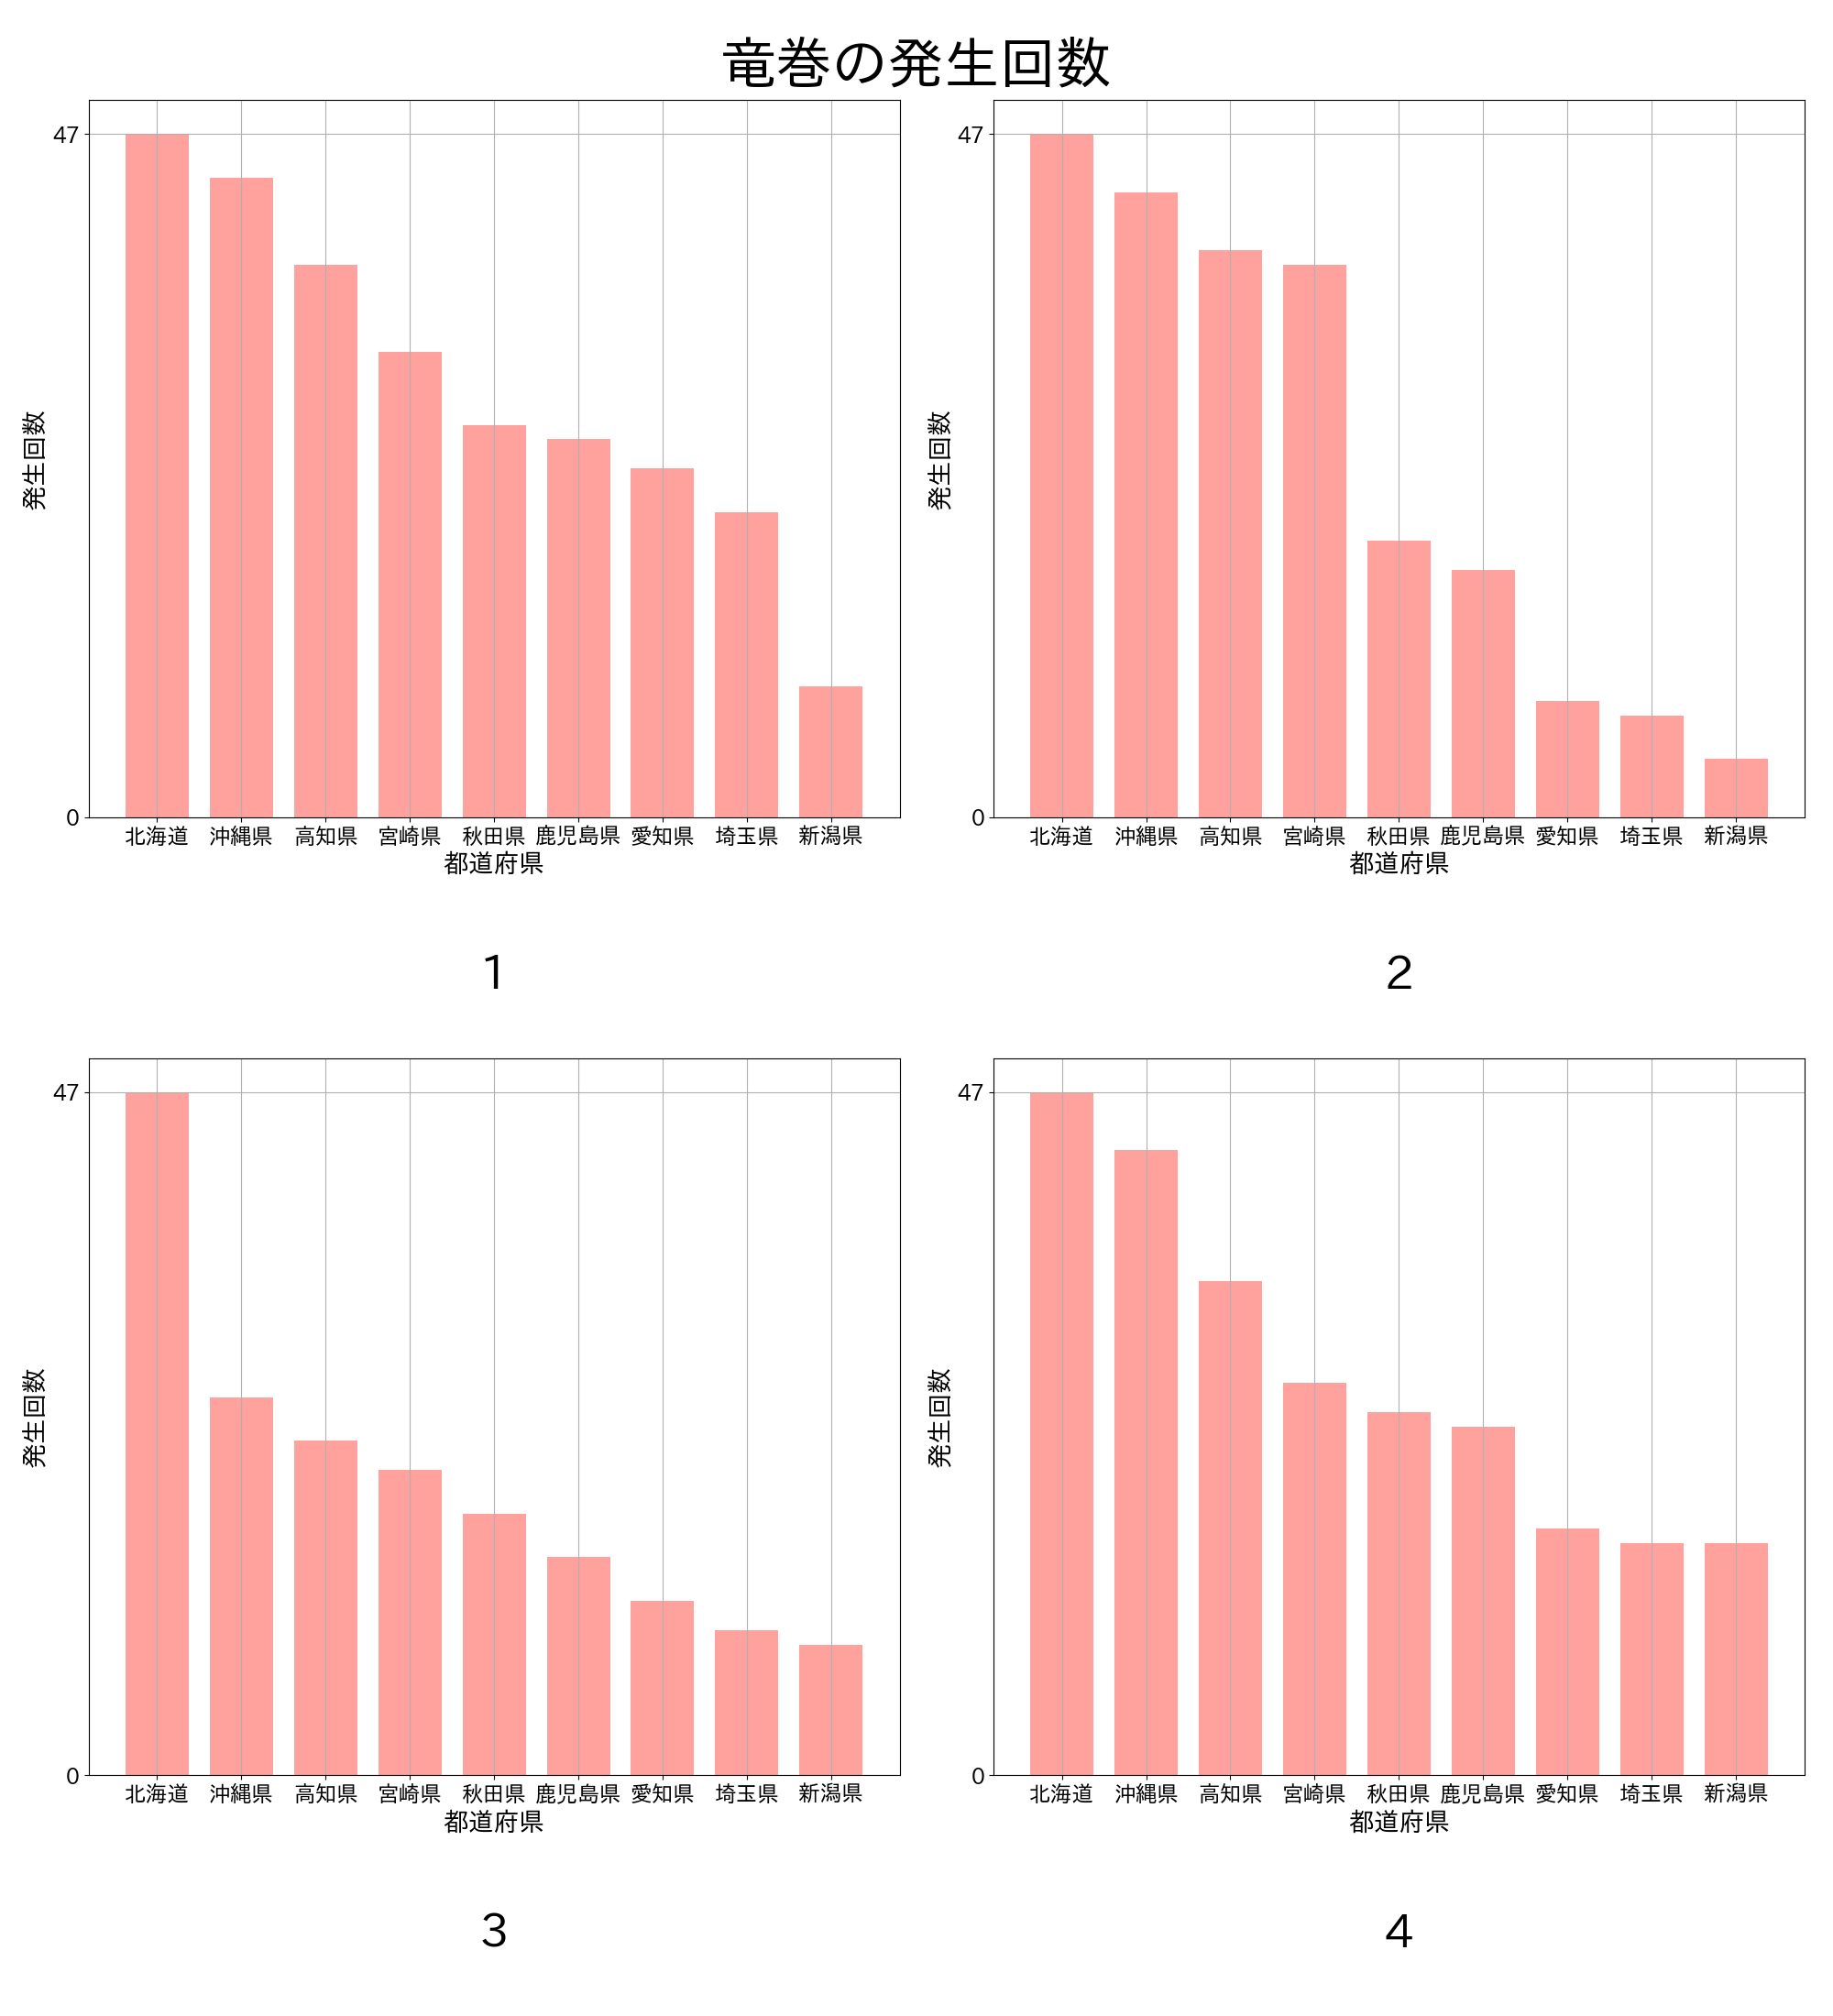 竜巻の発生回数
47
0
発生回数
北海道 沖縄県 高知県 宮崎県 秋田県 鹿児島県 愛知県 埼玉県 新潟県
都道府県
1
47
0
発生回数
北海道 沖縄県 高知県 宮崎県 秋田県 鹿児島県 愛知県 埼玉県 新潟県
都道府県
2
47
0
発生回数
北海道 沖縄県 高知県 宮崎県 秋田県 鹿児島県 愛知県 埼玉県 新潟県
都道府県
3
47
0
発生回数
北海道 沖縄県 高知県 宮崎県 秋田県 鹿児島県 愛知県 埼玉県 新潟県
都道府県
4